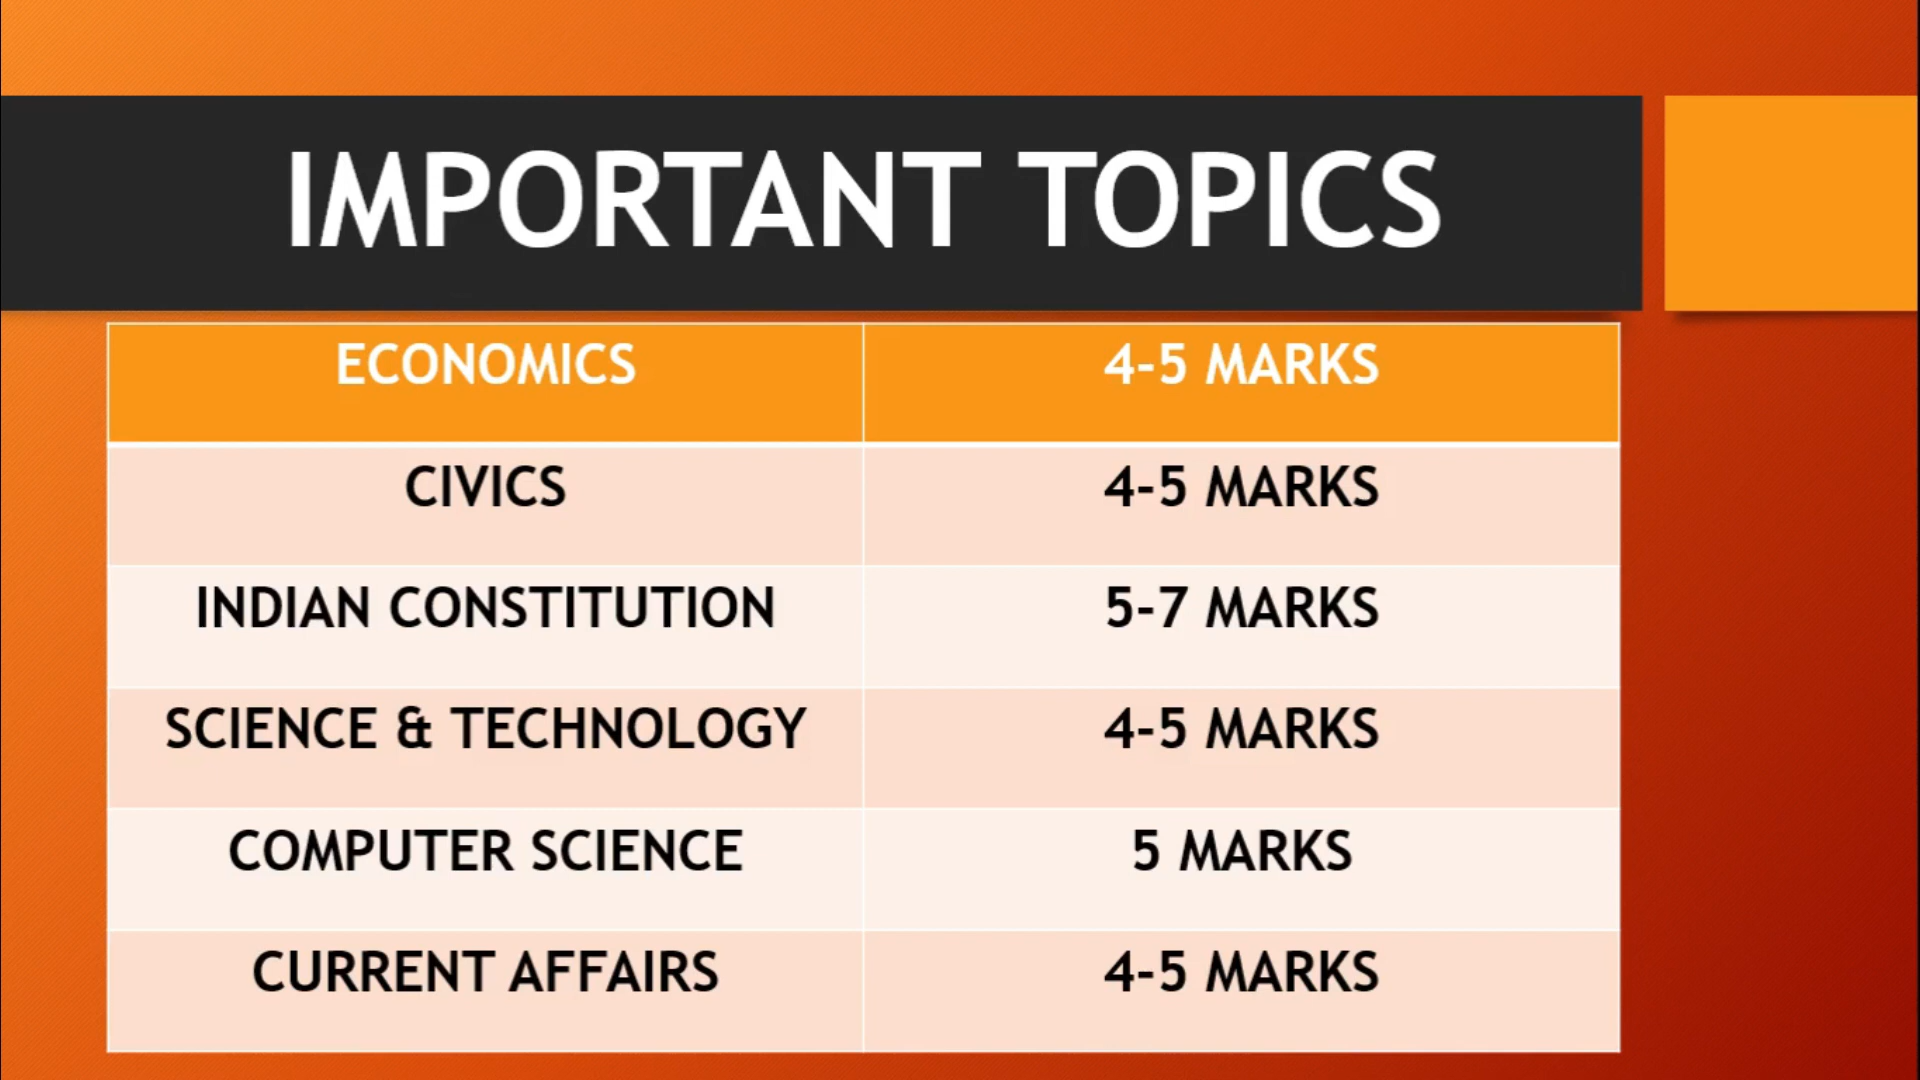 IMPORTANT TOPICS
ECONOMICS 4-5 MARKS
CIVICS 4-5 MARKS
INDIAN CONSTITUTION 5-7 MARKS
SCIENCE & TECHNOLOGY 4-5 MARKS
COMPUTER SCIENCE 5 MARKS
CURRENT AFFAIRS 4-5 MARKS